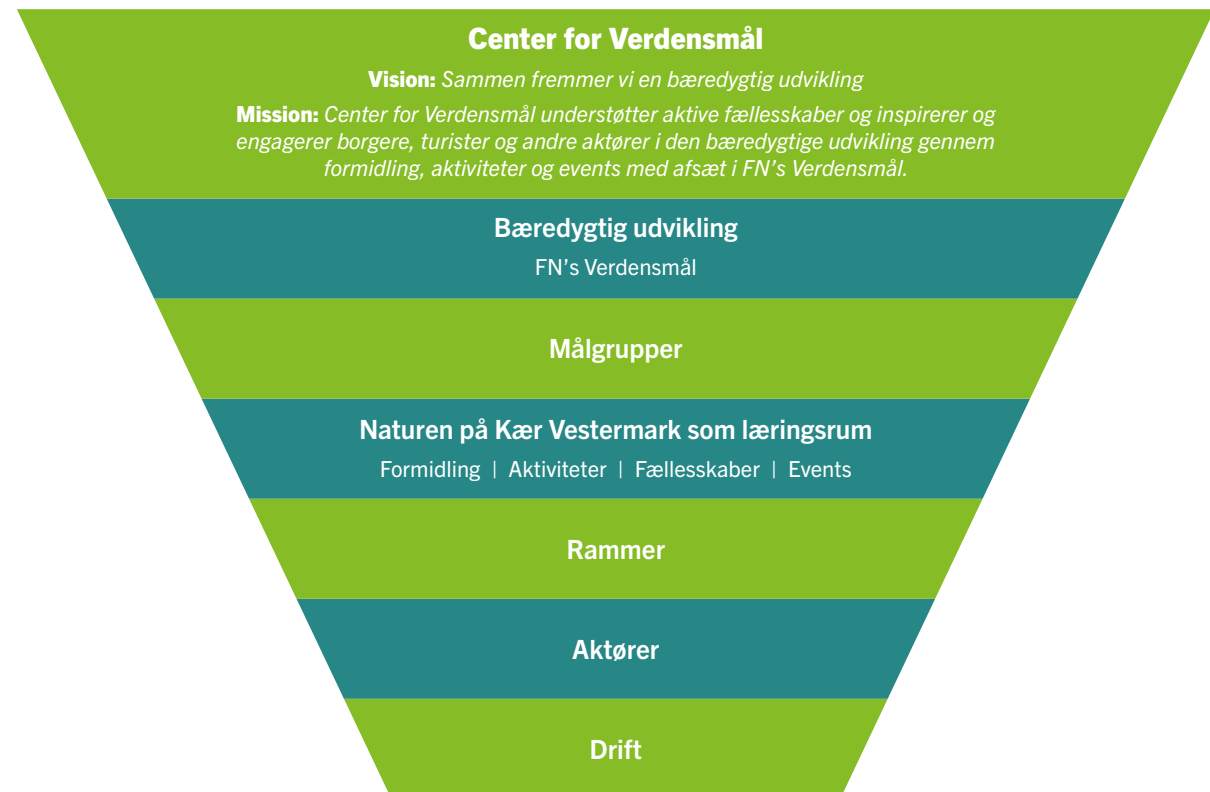 Center for Verdensmål
Vision: Sammen fremmer vi en bæredygtig udvikling
Mission: Center for Verdensmål understøtter aktive fællesskaber og inspirerer og
engagerer borgere, turister og andre aktører i den bæredygtige udvikling gennem
formidling, aktiviteter og events med afsæt i FN's Verdensmål.
Bæredygtig udvikling
FN's Verdensmål
Målgrupper
Naturen på Kær Vestermark som læringsrum
Formidling | Aktiviteter | Fællesskaber | Events
Rammer
Aktører
Drift